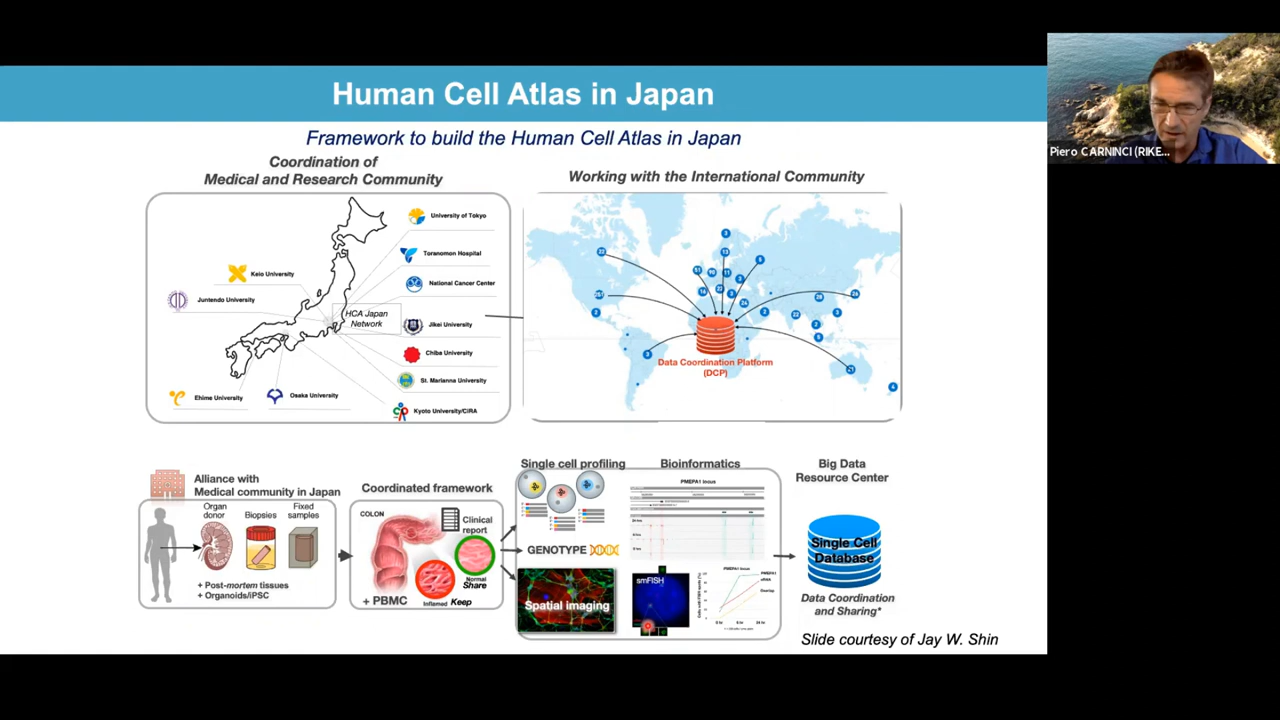 Human Cell Atlas in Japan
Piero CARNINCI (RIKE...
Framework to build the Human Cell Atlas in Japan
Coordination of
Medical and Research Community
Working with the International Community
University of Tokyo
Toranomon Hospital
Keio University
National Cancer Center
Juntendo University
HCA Japan
Network
Jikei University
Chiba University
St. Marianna University
Ehime University
Osaka University
Kyoto University/CiRA
Data Coordination Platform
(DCP)
Alliance with
Medical community in Japan
Organ
donor
Biopsies
Fixed
samples
+ Post-mortem tissues
+ Organoids/iPSC
Coordinated framework
COLON
Clinical
report
Normal
Share
Inflamed Keep
+ PBMC
Single cell profiling
GENOTYPE
Spatial imaging
Bioinformatics
PMEPA1 locus
smFISH
PMEPA1 locus
PMEPA1
Overlap
Big Data
Resource Center
Single Cell
Database
Data Coordination
and Sharing*
Slide courtesy of Jay W. Shin